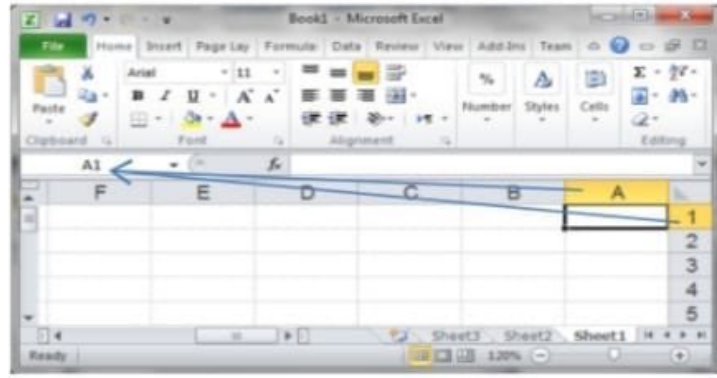 Book1 - Microsoft Excel
File Home Insert Page Lay Formula Data Review View Add-Ins Team
Paste
Arial 11
B I U A A
A
%
Number Styles Cells
Σ
Clipboard Font Alignment Editing
A1 fx
F E D C B A
1
2
3
4
5
Sheet3 Sheet2 Sheet1
Ready 120%